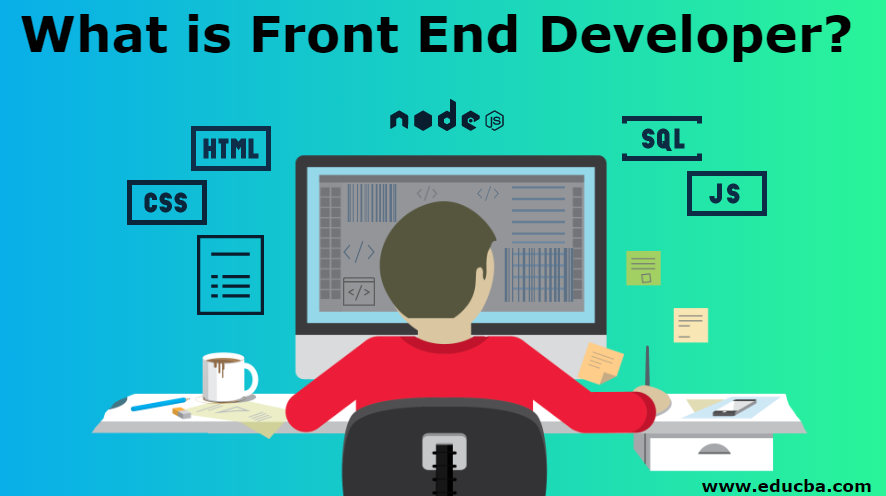 What is Front End Developer?
node JS
HTML
SQL
CSS
JS
</>
</>
</>
</>
www.educba.com